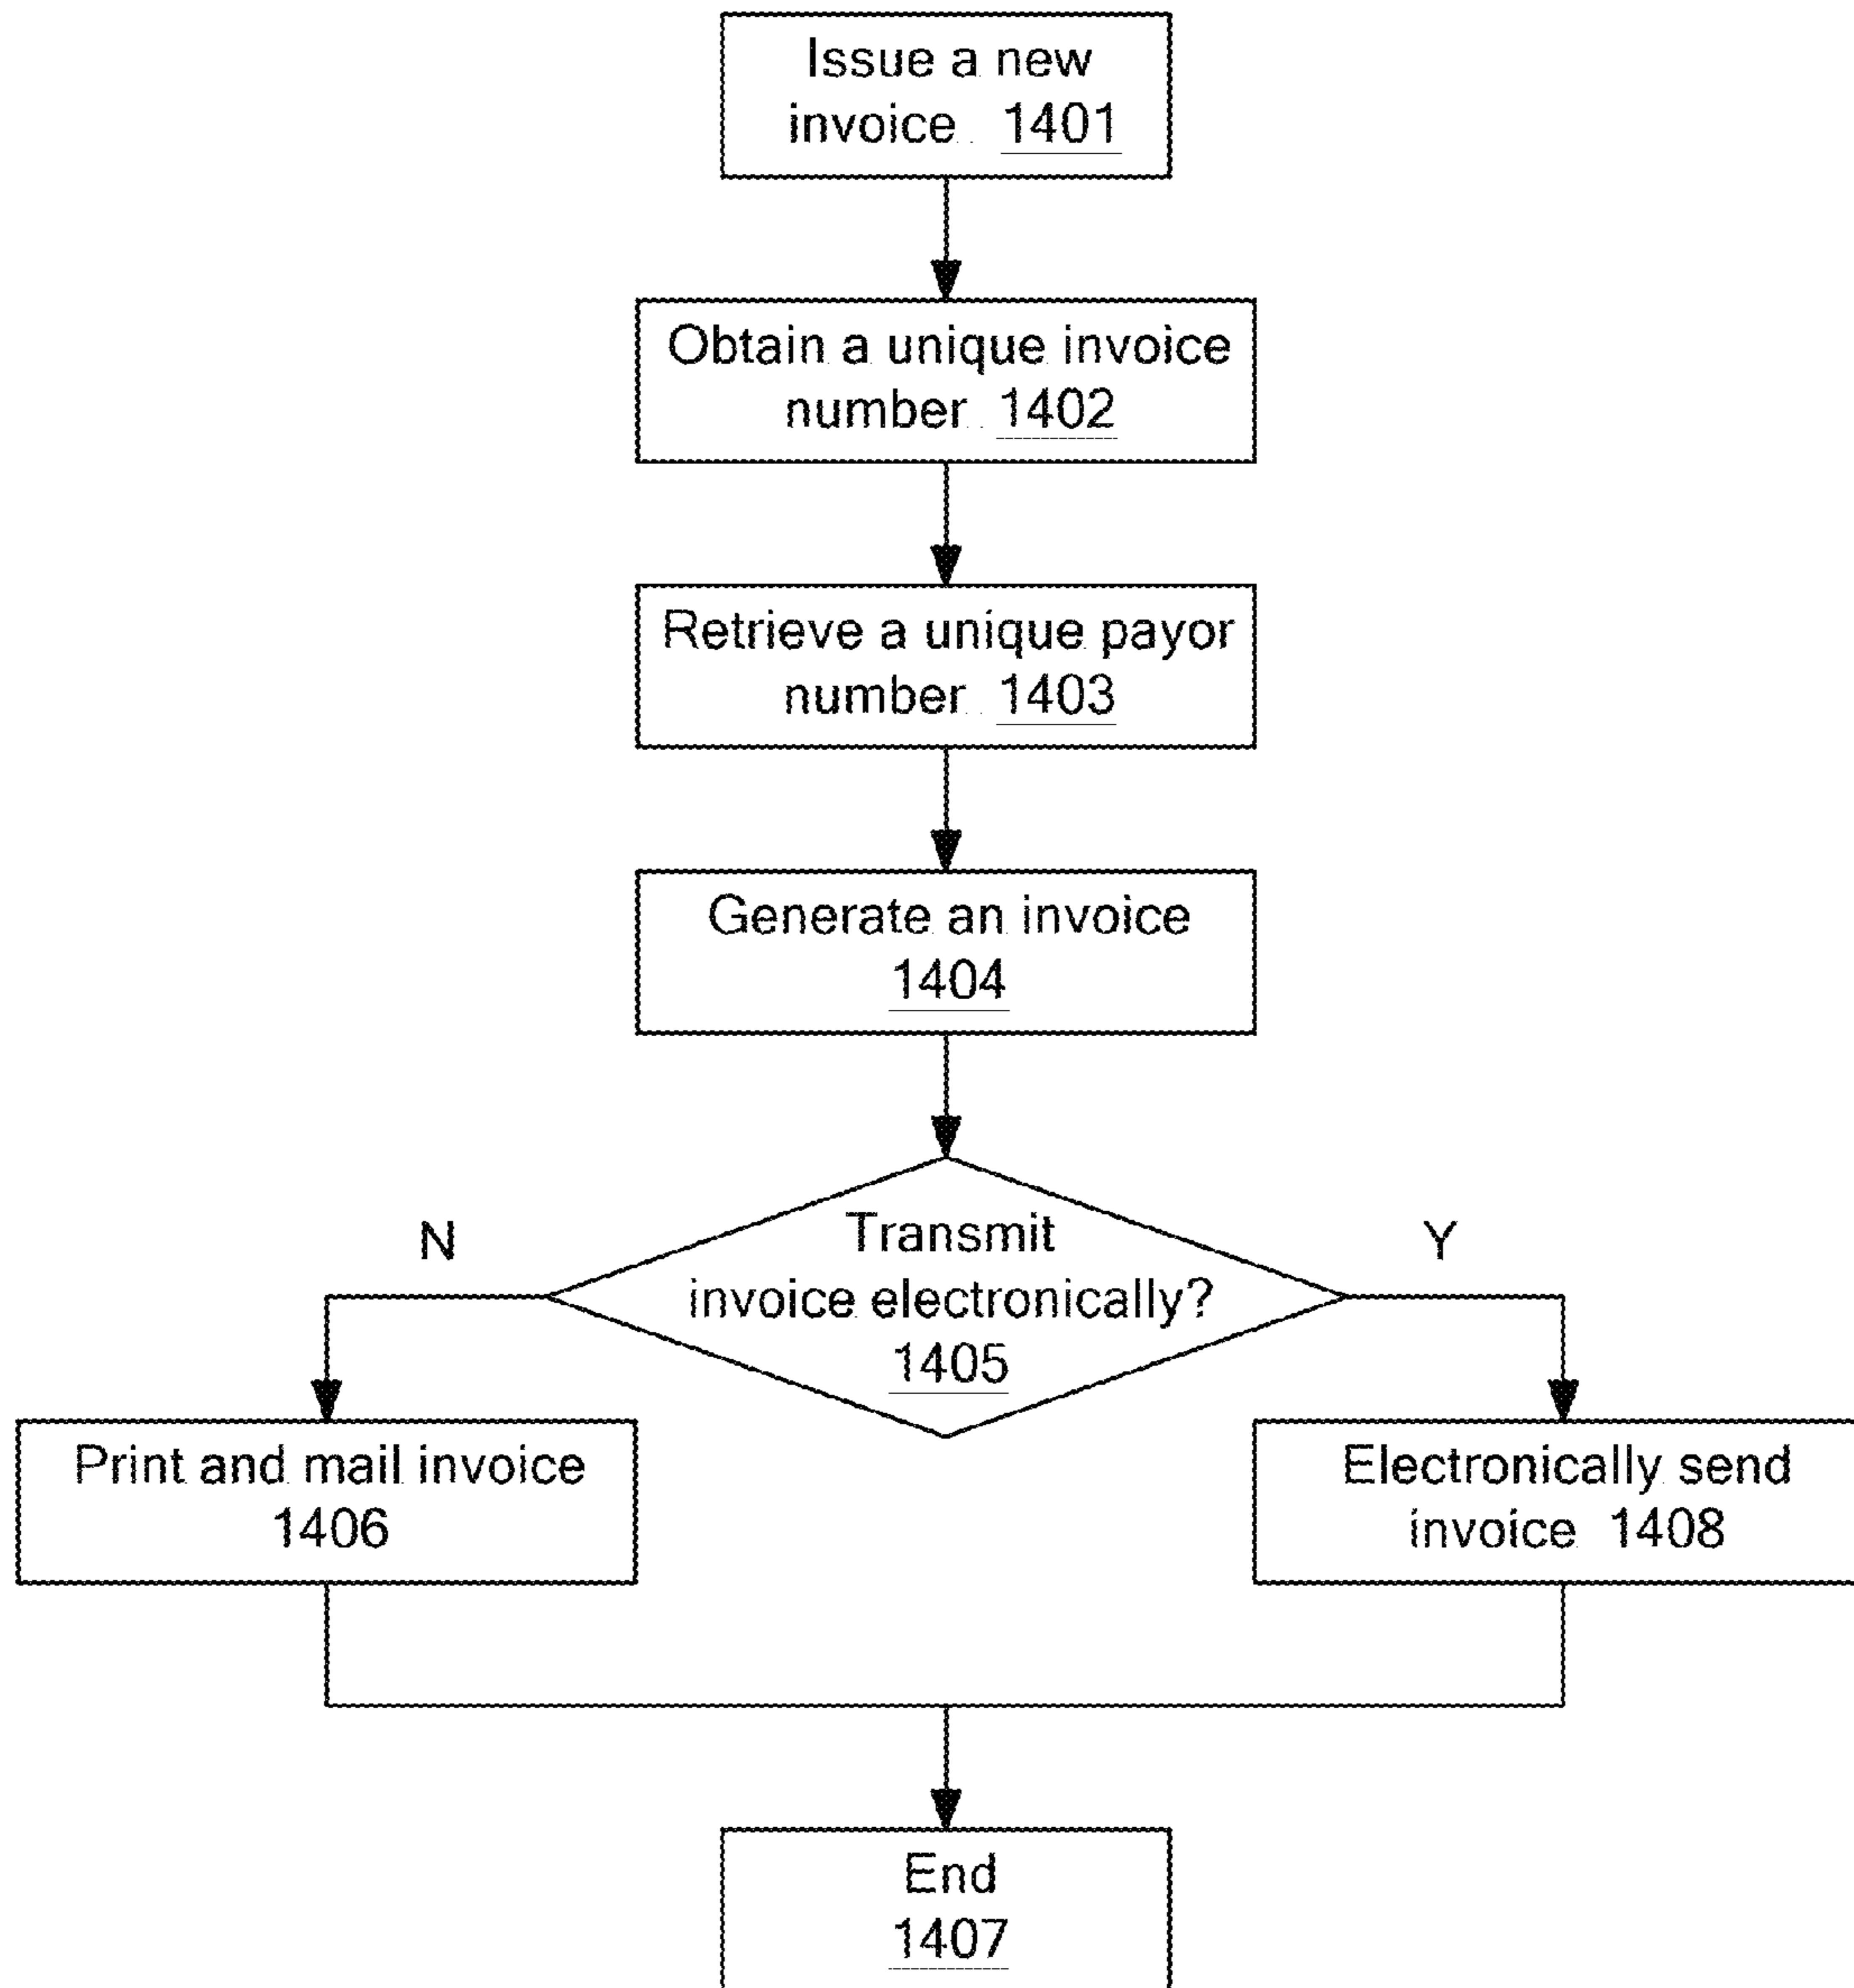 Issue a new
invoice 1401
Obtain a unique invoice
number 1402
Retrieve a unique payor
number 1403
Generate an invoice
1404
Transmit
invoice electronically?
1405
N
Y
Print and mail invoice
1406
Electronically send
invoice 1408
End
1407